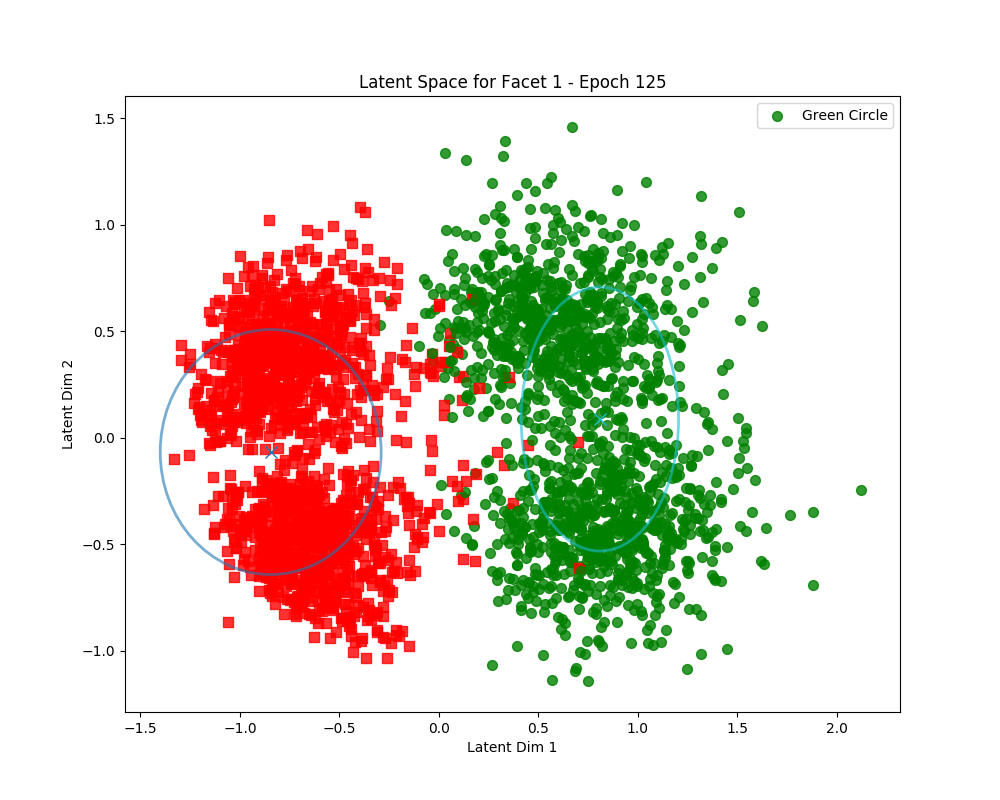 Latent Space for Facet 1 - Epoch 125
Green Circle
1.5
1.0
0.5
0.0
−0.5
−1.0
Latent Dim 2
−1.5 −1.0 −0.5 0.0 0.5 1.0 1.5 2.0
Latent Dim 1